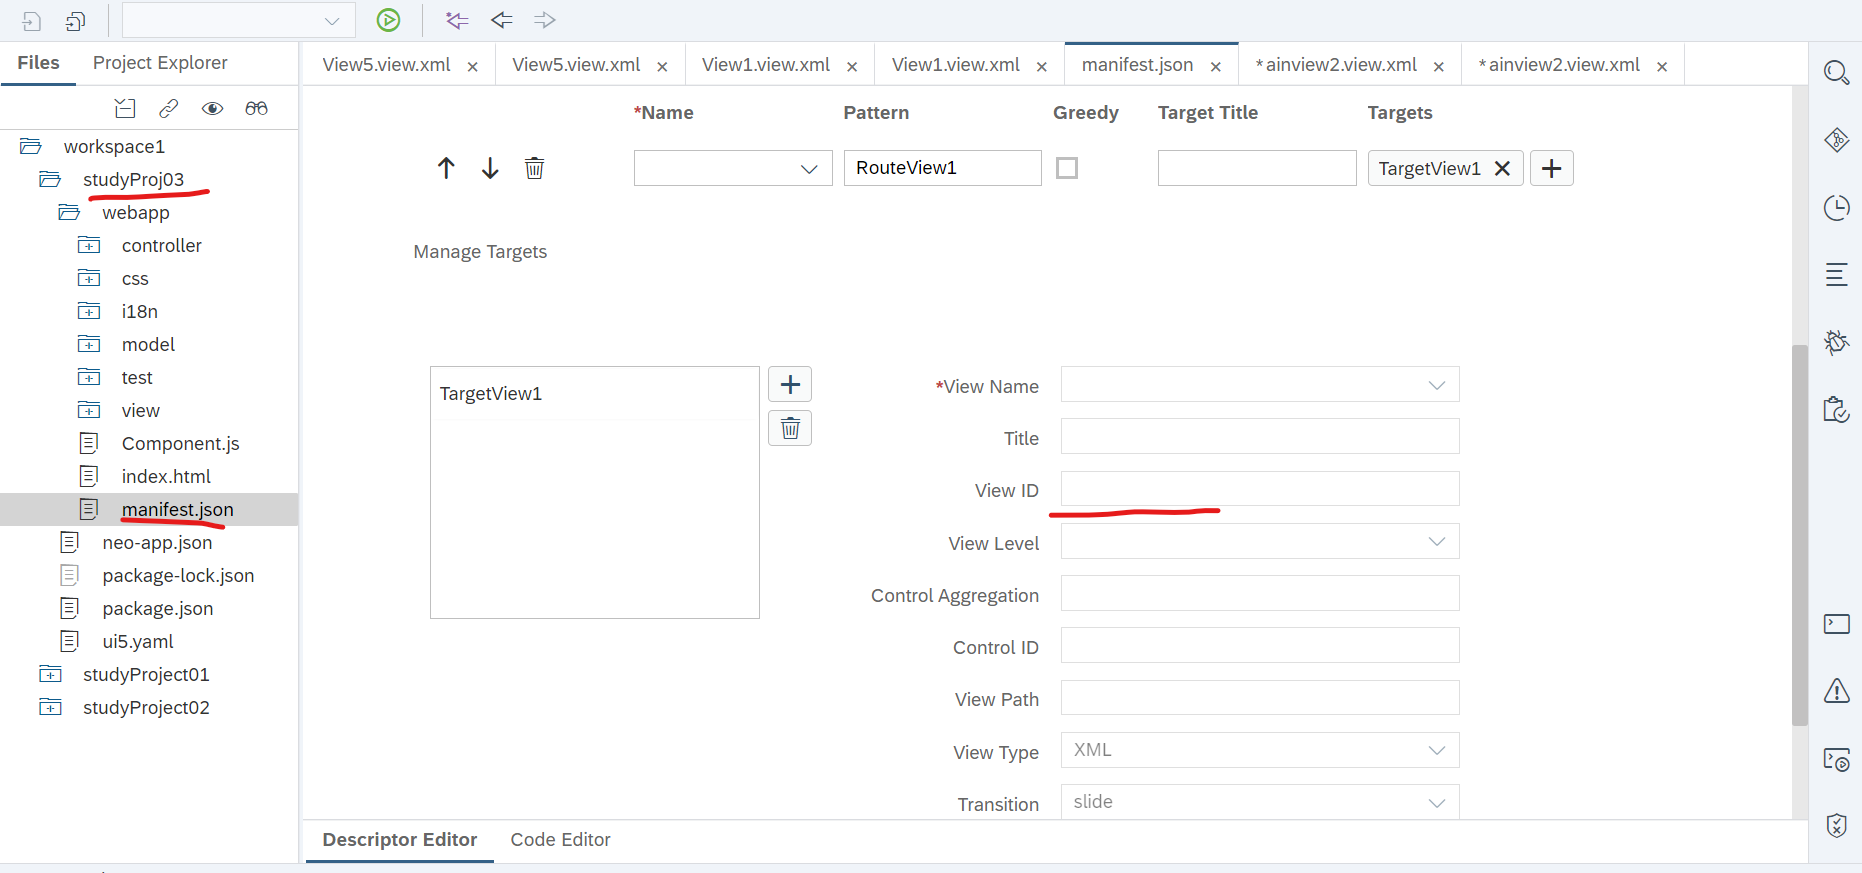 Files Project Explorer
View5.view.xml × View5.view.xml × View1.view.xml × View1.view.xml × manifest.json × *ainview2.view.xml × *ainview2.view.xml ×
workspace1
studyProj03
webapp
controller
css
i18n
model
test
view
Component.js
index.html
manifest.json
neo-app.json
package-lock.json
package.json
ui5.yaml
studyProject01
studyProject02
*Name Pattern Greedy Target Title Targets
RouteView1 TargetView1
Manage Targets
TargetView1
*View Name
Title
View ID
View Level
Control Aggregation
Control ID
View Path
View Type XML
Transition slide
Descriptor Editor Code Editor